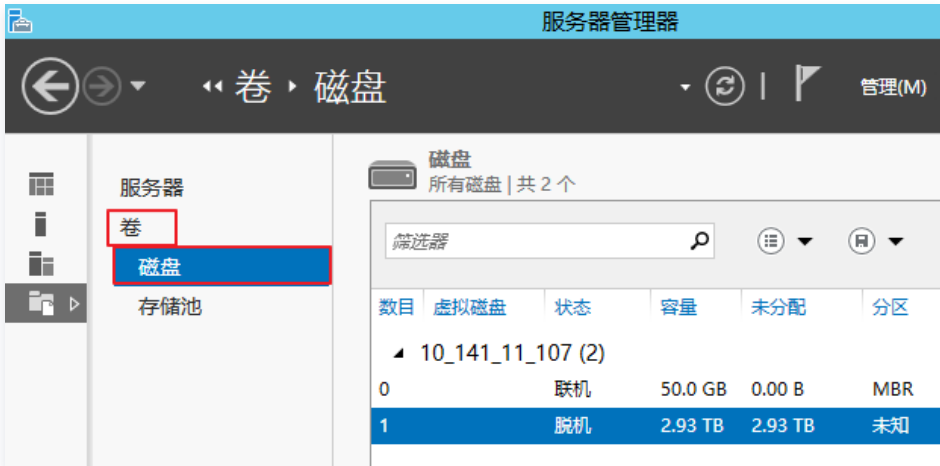 服务器管理器
卷 磁盘
管理(M)
服务器
卷
磁盘
存储池
磁盘
所有磁盘 | 共 2 个
筛选器
数目 虚拟磁盘 状态 容量 未分配 分区
10_141_11_107 (2)
0 联机 50.0 GB 0.00 B MBR
1 脱机 2.93 TB 2.93 TB 未知